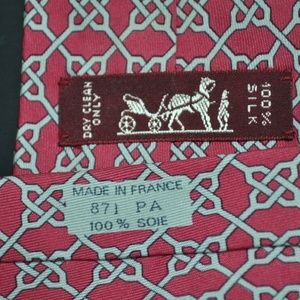 DRY CLEAN
ONLY
100%
SILK
MADE IN FRANCE
871 PA
100% SOIE